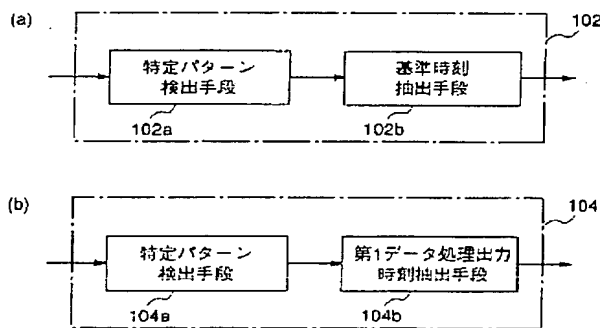 (a)
102
特定パターン
検出手段
基準時刻
抽出手段
102a
102b
(b)
104
特定パターン
検出手段
第1データ処理出力
時刻抽出手段
104a
104b